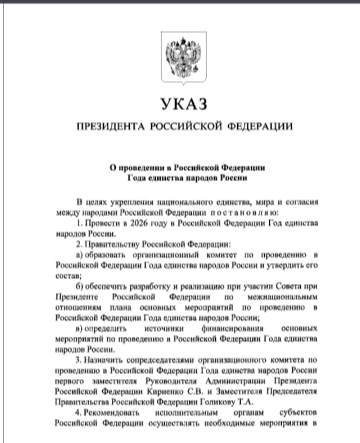 УКАЗ
ПРЕЗИДЕНТА РОССИЙСКОЙ ФЕДЕРАЦИИ
О проведении в Российской Федерации
Года единства народов России
В целях укрепления национального единства, мира и согласия
между народами Российской Федерации п о с т а н о в л я ю:
1. Провести в 2026 году в Российской Федерации Год единства
народов России.
2. Правительству Российской Федерации:
а) образовать организационный комитет по проведению в
Российской Федерации Года единства народов России и утвердить его
состав;
б) обеспечить разработку и реализацию при участии Совета при
Президенте Российской Федерации по межнациональным
отношениям плана основных мероприятий по проведению в
Российской Федерации Года единства народов России;
в) определить источники финансирования основных
мероприятий по проведению в Российской Федерации Года единства
народов России.
3. Назначить сопредседателями организационного комитета по
проведению в Российской Федерации Года единства народов России
первого заместителя Руководителя Администрации Президента
Российской Федерации Кириенко С.В. и Заместителя Председателя
Правительства Российской Федерации Голикову Т.А.
4. Рекомендовать исполнительным органам субъектов
Российской Федерации осуществлять необходимые мероприятия в